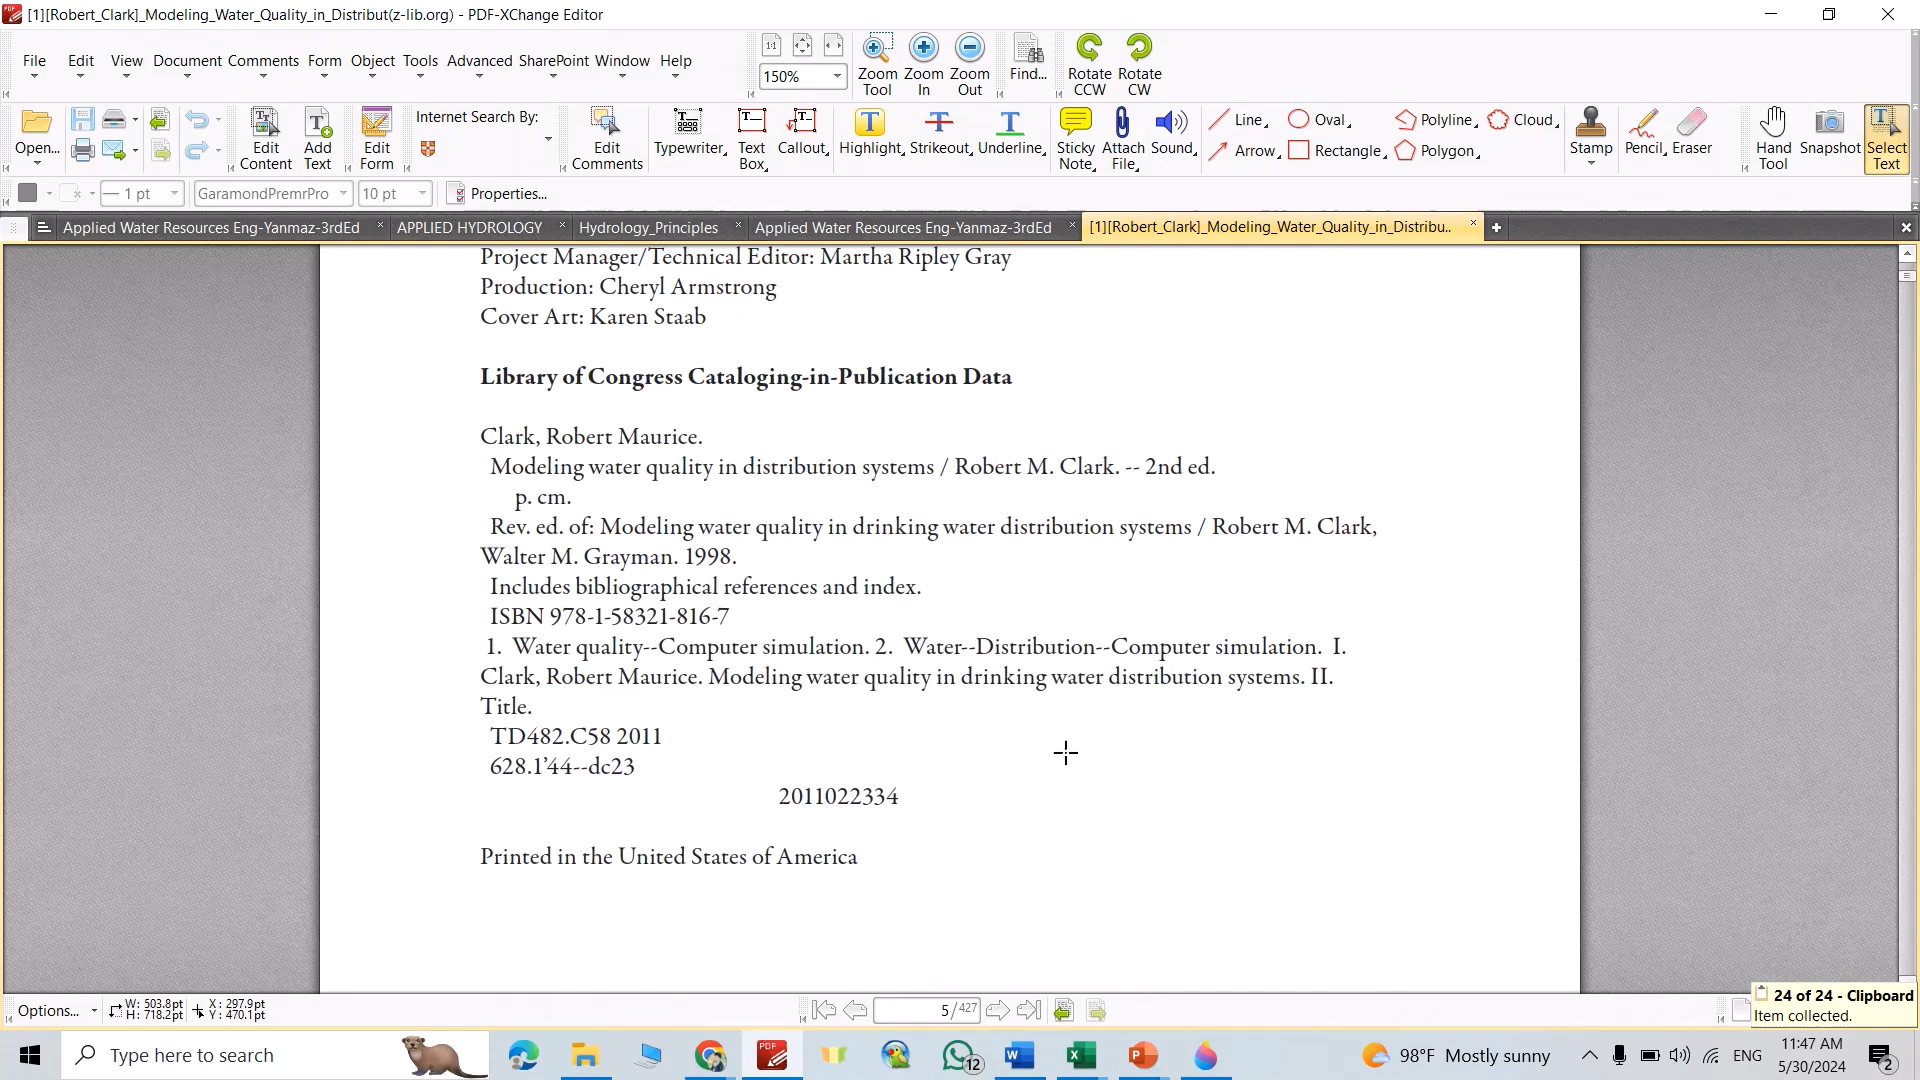 [1][Robert_Clark]_Modeling_Water_Quality_in_Distribut(z-lib.org) - PDF-XChange Editor
File Edit View Document Comments Form Object Tools Advanced SharePoint Window Help
1:1
150%
Zoom Tool
Zoom In
Zoom Out
Find...
Rotate CCW
Rotate CW
Open...
Edit Content
Add Text
Edit Form
Internet Search By:
Edit Comments
Typewriter
Text Box
Callout
Highlight
Strikeout
Underline
Sticky Note
Attach File
Sound
Line
Arrow
Oval
Rectangle
Polyline
Polygon
Cloud
Stamp
Pencil
Eraser
Hand Tool
Snapshot
Select Text
1 pt
GaramondPremrPro
10 pt
Properties...
Applied Water Resources Eng-Yanmaz-3rdEd
APPLIED HYDROLOGY
Hydrology_Principles
Applied Water Resources Eng-Yanmaz-3rdEd
[1][Robert_Clark]_Modeling_Water_Quality_in_Distribu..
Project Manager/Technical Editor: Martha Ripley Gray
Production: Cheryl Armstrong
Cover Art: Karen Staab
Library of Congress Cataloging-in-Publication Data
Clark, Robert Maurice.
Modeling water quality in distribution systems / Robert M. Clark. -- 2nd ed.
p. cm.
Rev. ed. of: Modeling water quality in drinking water distribution systems / Robert M. Clark,
Walter M. Grayman. 1998.
Includes bibliographical references and index.
ISBN 978-1-58321-816-7
1. Water quality--Computer simulation. 2. Water--Distribution--Computer simulation. I.
Clark, Robert Maurice. Modeling water quality in drinking water distribution systems. II.
Title.
TD482.C58 2011
628.1’44--dc23
2011022334
Printed in the United States of America
Options...
W: 503.8pt
H: 718.2pt
X: 297.9pt
Y: 470.1pt
5 / 427
24 of 24 - Clipboard
Item collected.
Type here to search
12
98°F Mostly sunny
ENG
11:47 AM
5/30/2024
2